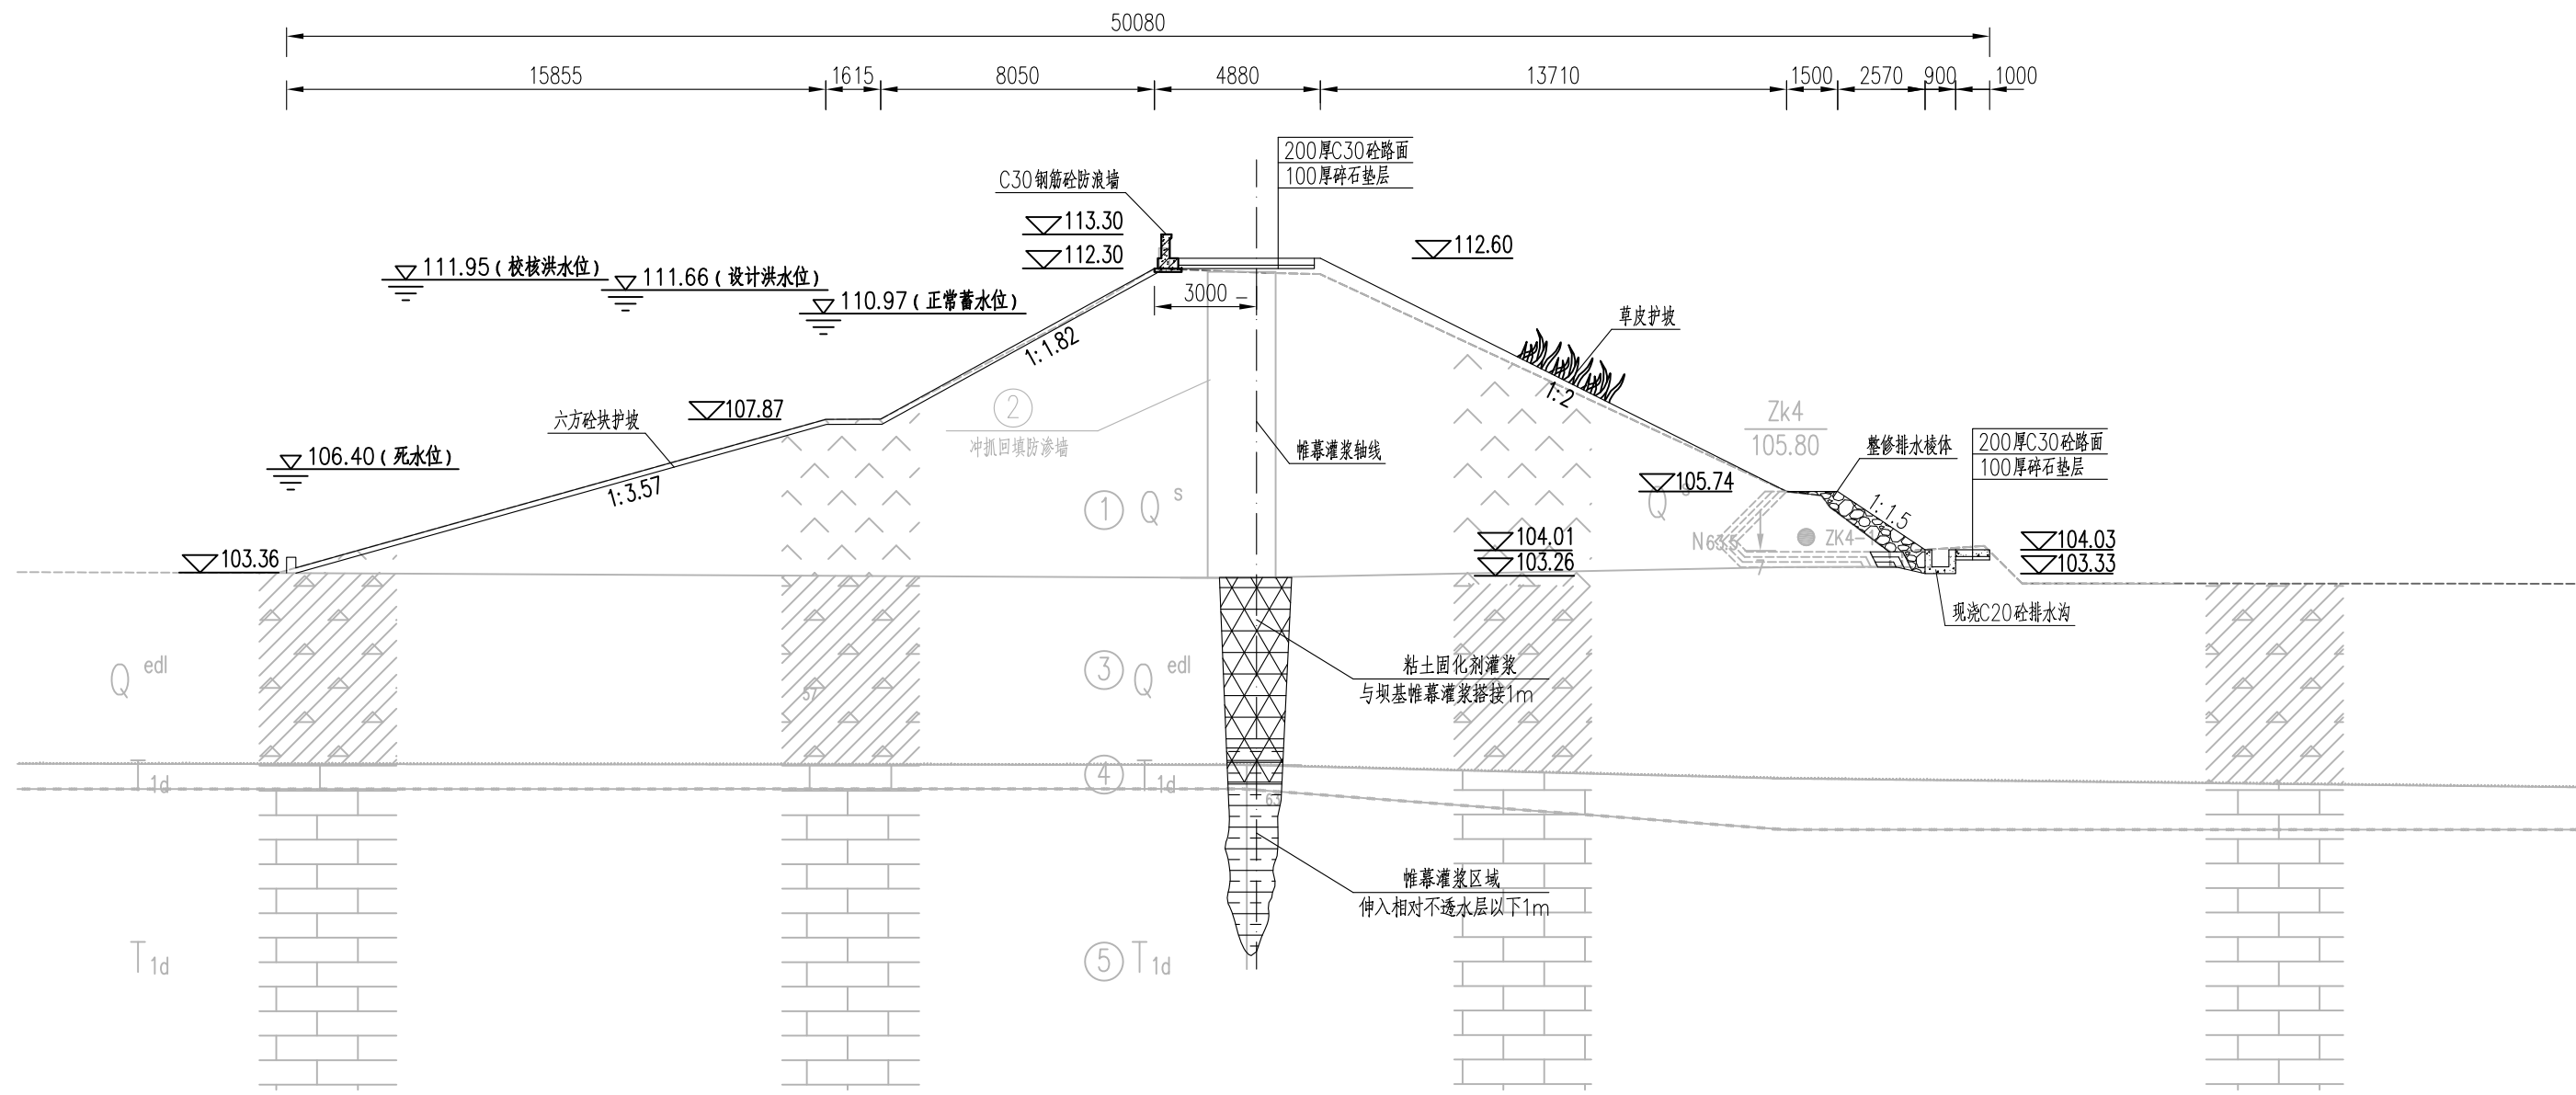 50080
15855 1615 8050 4880 13710 1500 2570 900 1000
200厚C30砼路面
100厚碎石垫层
C30钢筋砼防浪墙
113.30
112.30
112.60
111.95(校核洪水位)
111.66(设计洪水位)
110.97(正常蓄水位)
3000
草皮护坡
1:1.82
1:2
107.87
六方砼块护坡
② 
冲抓回填防渗墙
Zk4
105.80
106.40(死水位)
1:3.57
帷幕灌浆轴线
整修排水棱体
200厚C30砼路面
100厚碎石垫层
105.74
1:1.5
① Q s
Q s
N63.5
ZK4-1
7
103.36
104.01
103.26
104.03
103.33
现浇C20砼排水沟
Q edl
③ Q edl
57
粘土固化剂灌浆
与坝基帷幕灌浆搭接1m
T1d
④ T1d
63
帷幕灌浆区域
伸入相对不透水层以下1m
T1d
⑤ T1d